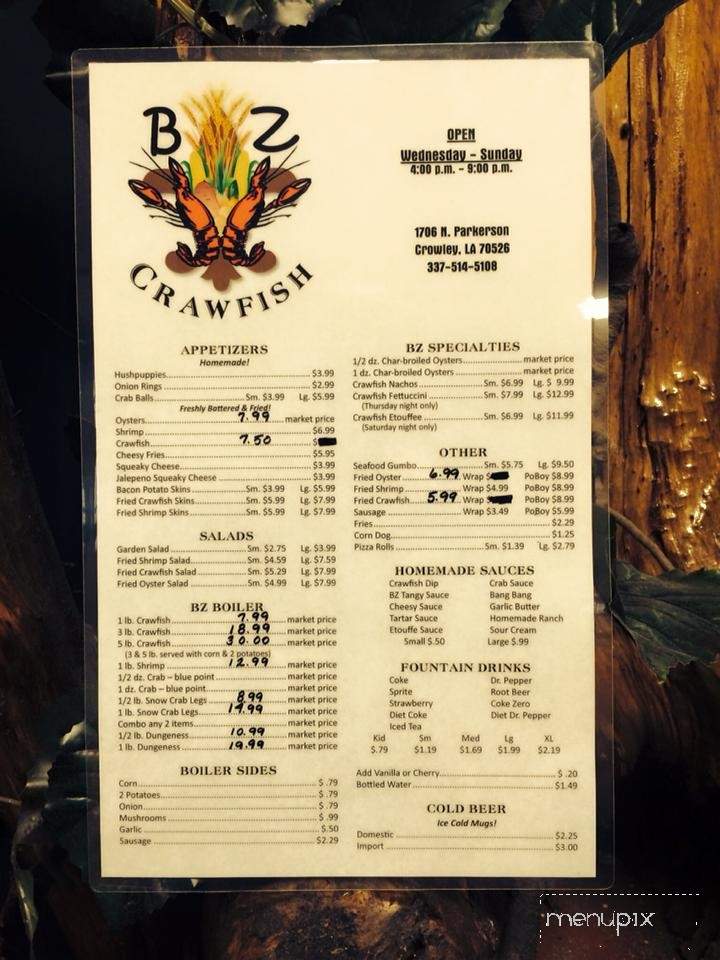 B Z
CRAWFISH
OPEN
Wednesday - Sunday
4:00 p.m. - 9:00 p.m.
1706 N. Parkerson
Crowley, LA 70526
337-514-5108
APPETIZERS
Homemade!
Hushpuppies $3.99
Onion Rings $2.99
Crab Balls Sm. $3.99 Lg. $5.99
Freshly Battered & Fried!
Oysters 7.99 market price
Shrimp $6.99
Crawfish 7.50 $
Cheesy Fries $5.95
Squeaky Cheese $3.99
Jalepeno Squeaky Cheese $3.99
Bacon Potato Skins Sm. $3.99 Lg. $5.99
Fried Crawfish Skins Sm. $5.99 Lg. $7.99
Fried Shrimp Skins Sm. $5.99 Lg. $7.99
SALADS
Garden Salad Sm. $2.75 Lg. $3.99
Fried Shrimp Salad Sm. $4.59 Lg. $7.59
Fried Crawfish Salad Sm. $5.29 Lg. $7.99
Fried Oyster Salad Sm. $4.99 Lg. $7.99
BZ BOILER
1 lb. Crawfish 7.99 market price
3 lb. Crawfish 18.99 market price
5 lb. Crawfish 30.00 market price
(3 & 5 lb. served with corn & 2 potatoes)
1 lb. Shrimp 12.99 market price
1/2 dz. Crab – blue point market price
1 dz. Crab – blue point market price
1/2 lb. Snow Crab Legs 8.99 market price
1 lb. Snow Crab Legs 17.99 market price
Combo any 2 items market price
1/2 lb. Dungeness 10.99 market price
1 lb. Dungeness 19.99 market price
BOILER SIDES
Corn $ .79
2 Potatoes $ .79
Onion $ .79
Mushrooms $ .99
Garlic $.50
Sausage $2.29
BZ SPECIALTIES
1/2 dz. Char-broiled Oysters market price
1 dz. Char-broiled Oysters market price
Crawfish Nachos Sm. $6.99 Lg. $ 9.99
Crawfish Fettuccini Sm. $7.99 Lg. $12.99
(Thursday night only)
Crawfish Etouffee Sm. $6.99 Lg. $11.99
(Saturday night only)
OTHER
Seafood Gumbo Sm. $5.75 Lg. $9.50
Fried Oyster 6.99 Wrap $ PoBoy $8.99
Fried Shrimp Wrap $4.99 PoBoy $8.99
Fried Crawfish 5.99 Wrap PoBoy $8.99
Sausage Wrap $3.49 PoBoy $5.99
Fries $2.29
Corn Dog $1.25
Pizza Rolls Sm. $1.39 Lg. $2.79
HOMEMADE SAUCES
Crawfish Dip Crab Sauce
BZ Tangy Sauce Bang Bang
Cheesy Sauce Garlic Butter
Tartar Sauce Homemade Ranch
Etouffe Sauce Sour Cream
Small $.50 Large $.99
FOUNTAIN DRINKS
Coke Dr. Pepper
Sprite Root Beer
Strawberry Coke Zero
Diet Coke Diet Dr. Pepper
Iced Tea
Kid Sm Med Lg XL
$.79 $1.19 $1.69 $1.99 $2.19
Add Vanilla or Cherry $ .20
Bottled Water $1.49
COLD BEER
Ice Cold Mugs!
Domestic $2.25
Import $3.00
menupix